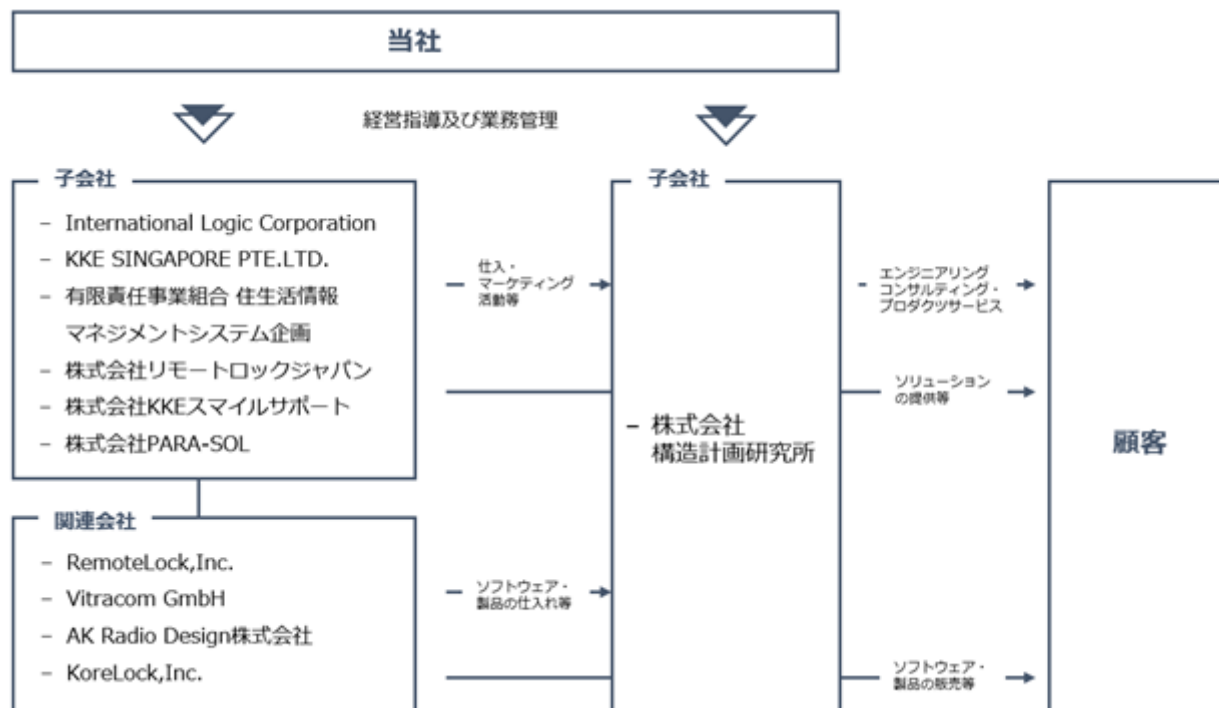 当社
経営指導及び業務管理
子会社
– International Logic Corporation
– KKE SINGAPORE PTE.LTD.
– 有限責任事業組合 住生活情報
マネジメントシステム企画
– 株式会社リモートロックジャパン
– 株式会社KKEスマイルサポート
– 株式会社PARA-SOL
関連会社
– RemoteLock,Inc.
– Vitracom GmbH
– AK Radio Design株式会社
– KoreLock,Inc.
仕入・
マーケティング
活動等
ソフトウェア・
製品の仕入れ等
子会社
– 株式会社
構造計画研究所
エンジニアリング
コンサルティング・
プロダクツサービス
ソリューション
の提供等
ソフトウェア・
製品の販売等
顧客